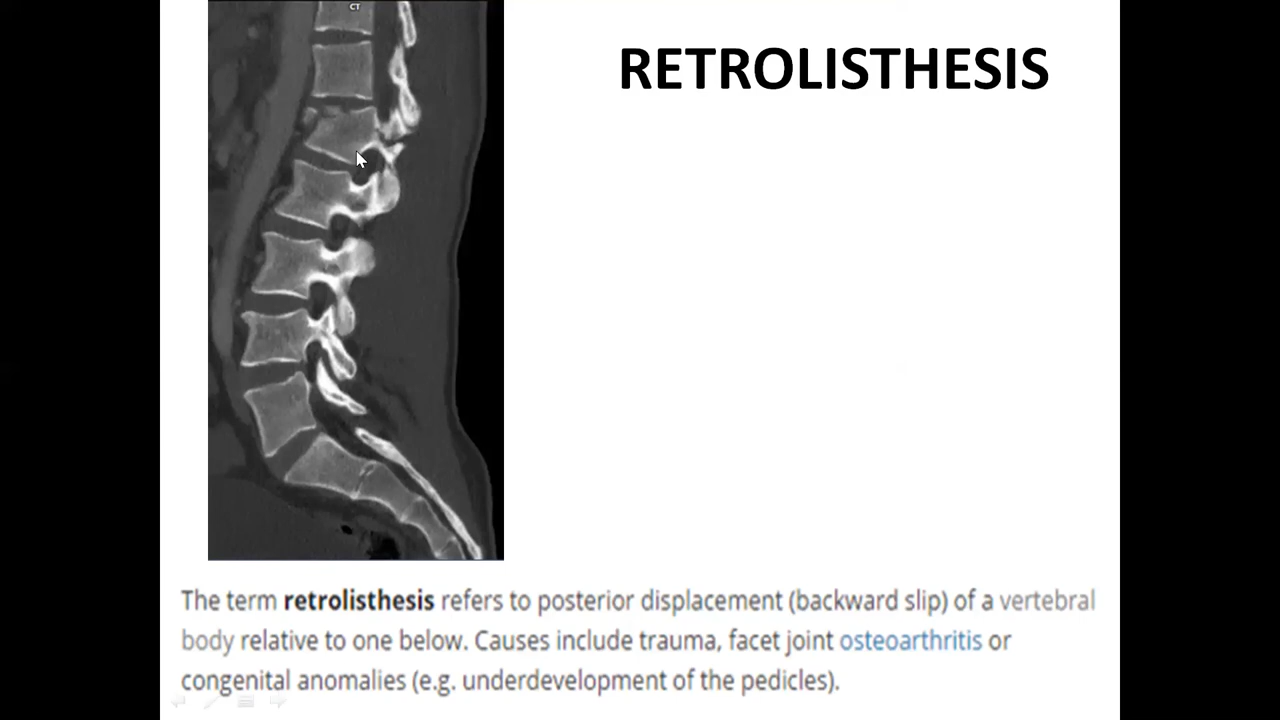 CT
RETROLISTHESIS
The term retrolisthesis refers to posterior displacement (backward slip) of a vertebral
body relative to one below. Causes include trauma, facet joint osteoarthritis or
congenital anomalies (e.g. underdevelopment of the pedicles).